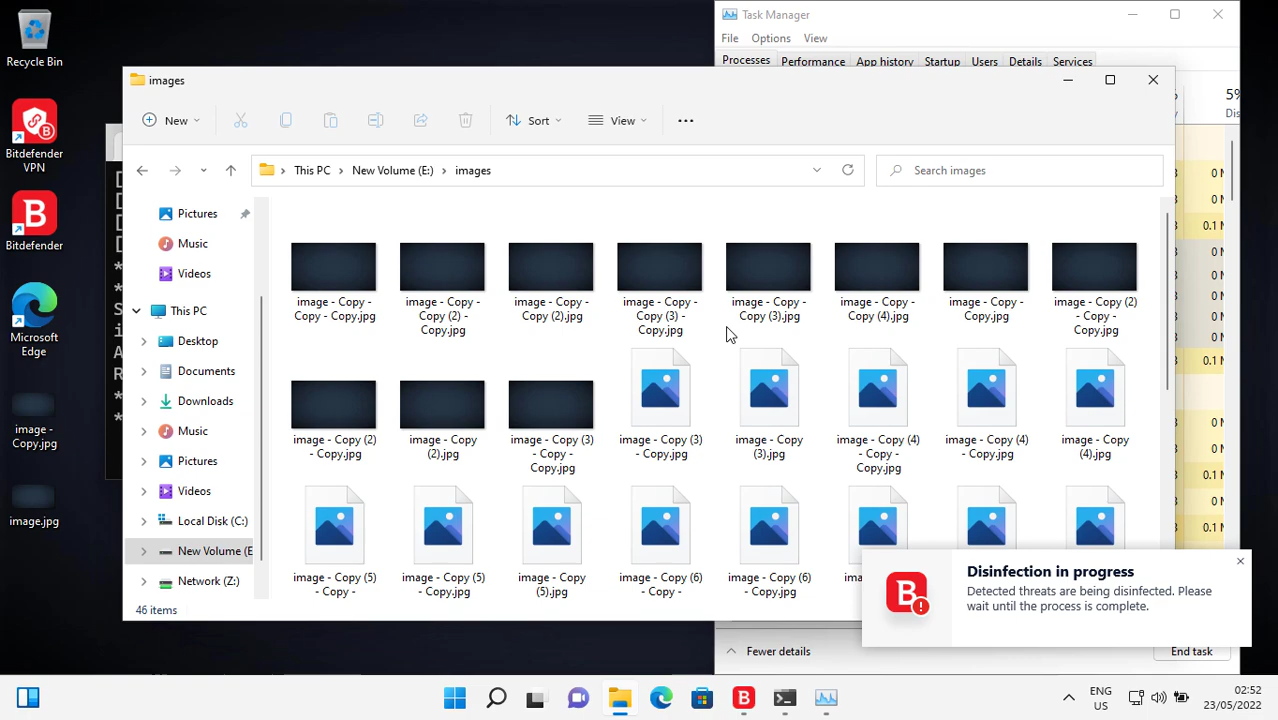 Recycle Bin
Bitdefender
VPN
Bitdefender
Microsoft
Edge
image -
Copy.jpg
image.jpg
Task Manager
File Options View
Processes Performance App history Startup Users Details Services
5%
images
New Sort View
This PC New Volume (E:) images
Search images
Pictures
Music
Videos
This PC
Desktop
Documents
Downloads
Music
Pictures
Videos
Local Disk (C:)
New Volume (E
Network (Z:)
image - Copy -
Copy - Copy.jpg
image - Copy -
Copy (2) -
Copy.jpg
image - Copy -
Copy (2).jpg
image - Copy -
Copy (3) -
Copy.jpg
image - Copy -
Copy (3).jpg
image - Copy -
Copy (4).jpg
image - Copy -
Copy.jpg
image - Copy (2)
- Copy -
Copy.jpg
image - Copy (2)
- Copy.jpg
image - Copy
(2).jpg
image - Copy (3)
- Copy -
Copy.jpg
image - Copy (3)
- Copy.jpg
image - Copy
(3).jpg
image - Copy (4)
- Copy -
Copy.jpg
image - Copy (4)
- Copy.jpg
image - Copy
(4).jpg
image - Copy (5)
- Copy -
image - Copy (5)
- Copy.jpg
image - Copy
(5).jpg
image - Copy (6)
- Copy -
image - Copy (6)
- Copy.jpg
46 items
0.1 M
0.1 M
0.1 M
Disinfection in progress
Detected threats are being disinfected. Please
wait until the process is complete.
Fewer details
End task
ENG
US
02:52
23/05/2022